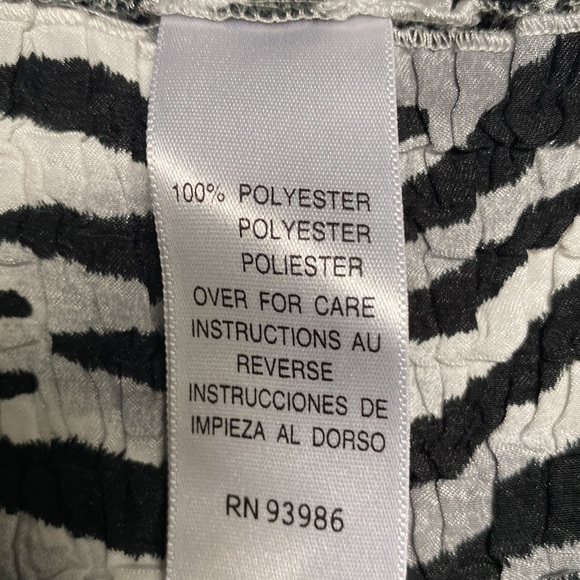 100% POLYESTER
POLYESTER
POLIESTER
OVER FOR CARE
INSTRUCTIONS AU
REVERSE
INSTRUCCIONES DE
IMPIEZA AL DORSO
RN 93986